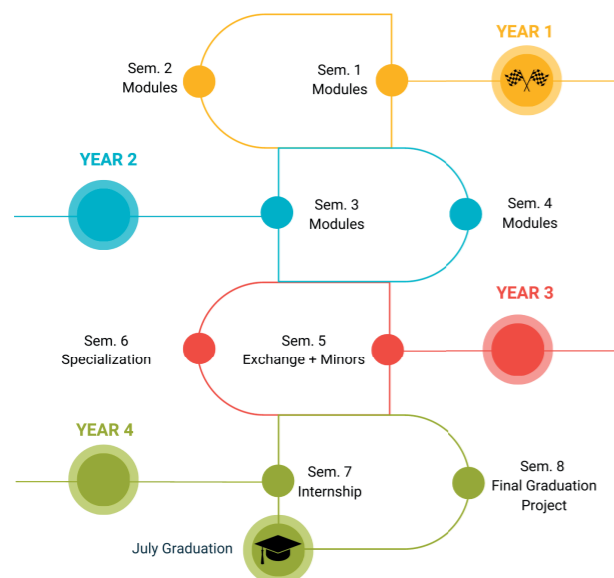 YEAR 1
Sem. 1
Modules
Sem. 2
Modules
YEAR 2
Sem. 3
Modules
Sem. 4
Modules
YEAR 3
Sem. 5
Exchange + Minors
Sem. 6
Specialization
YEAR 4
Sem. 7
Internship
Sem. 8
Final Graduation
Project
July Graduation